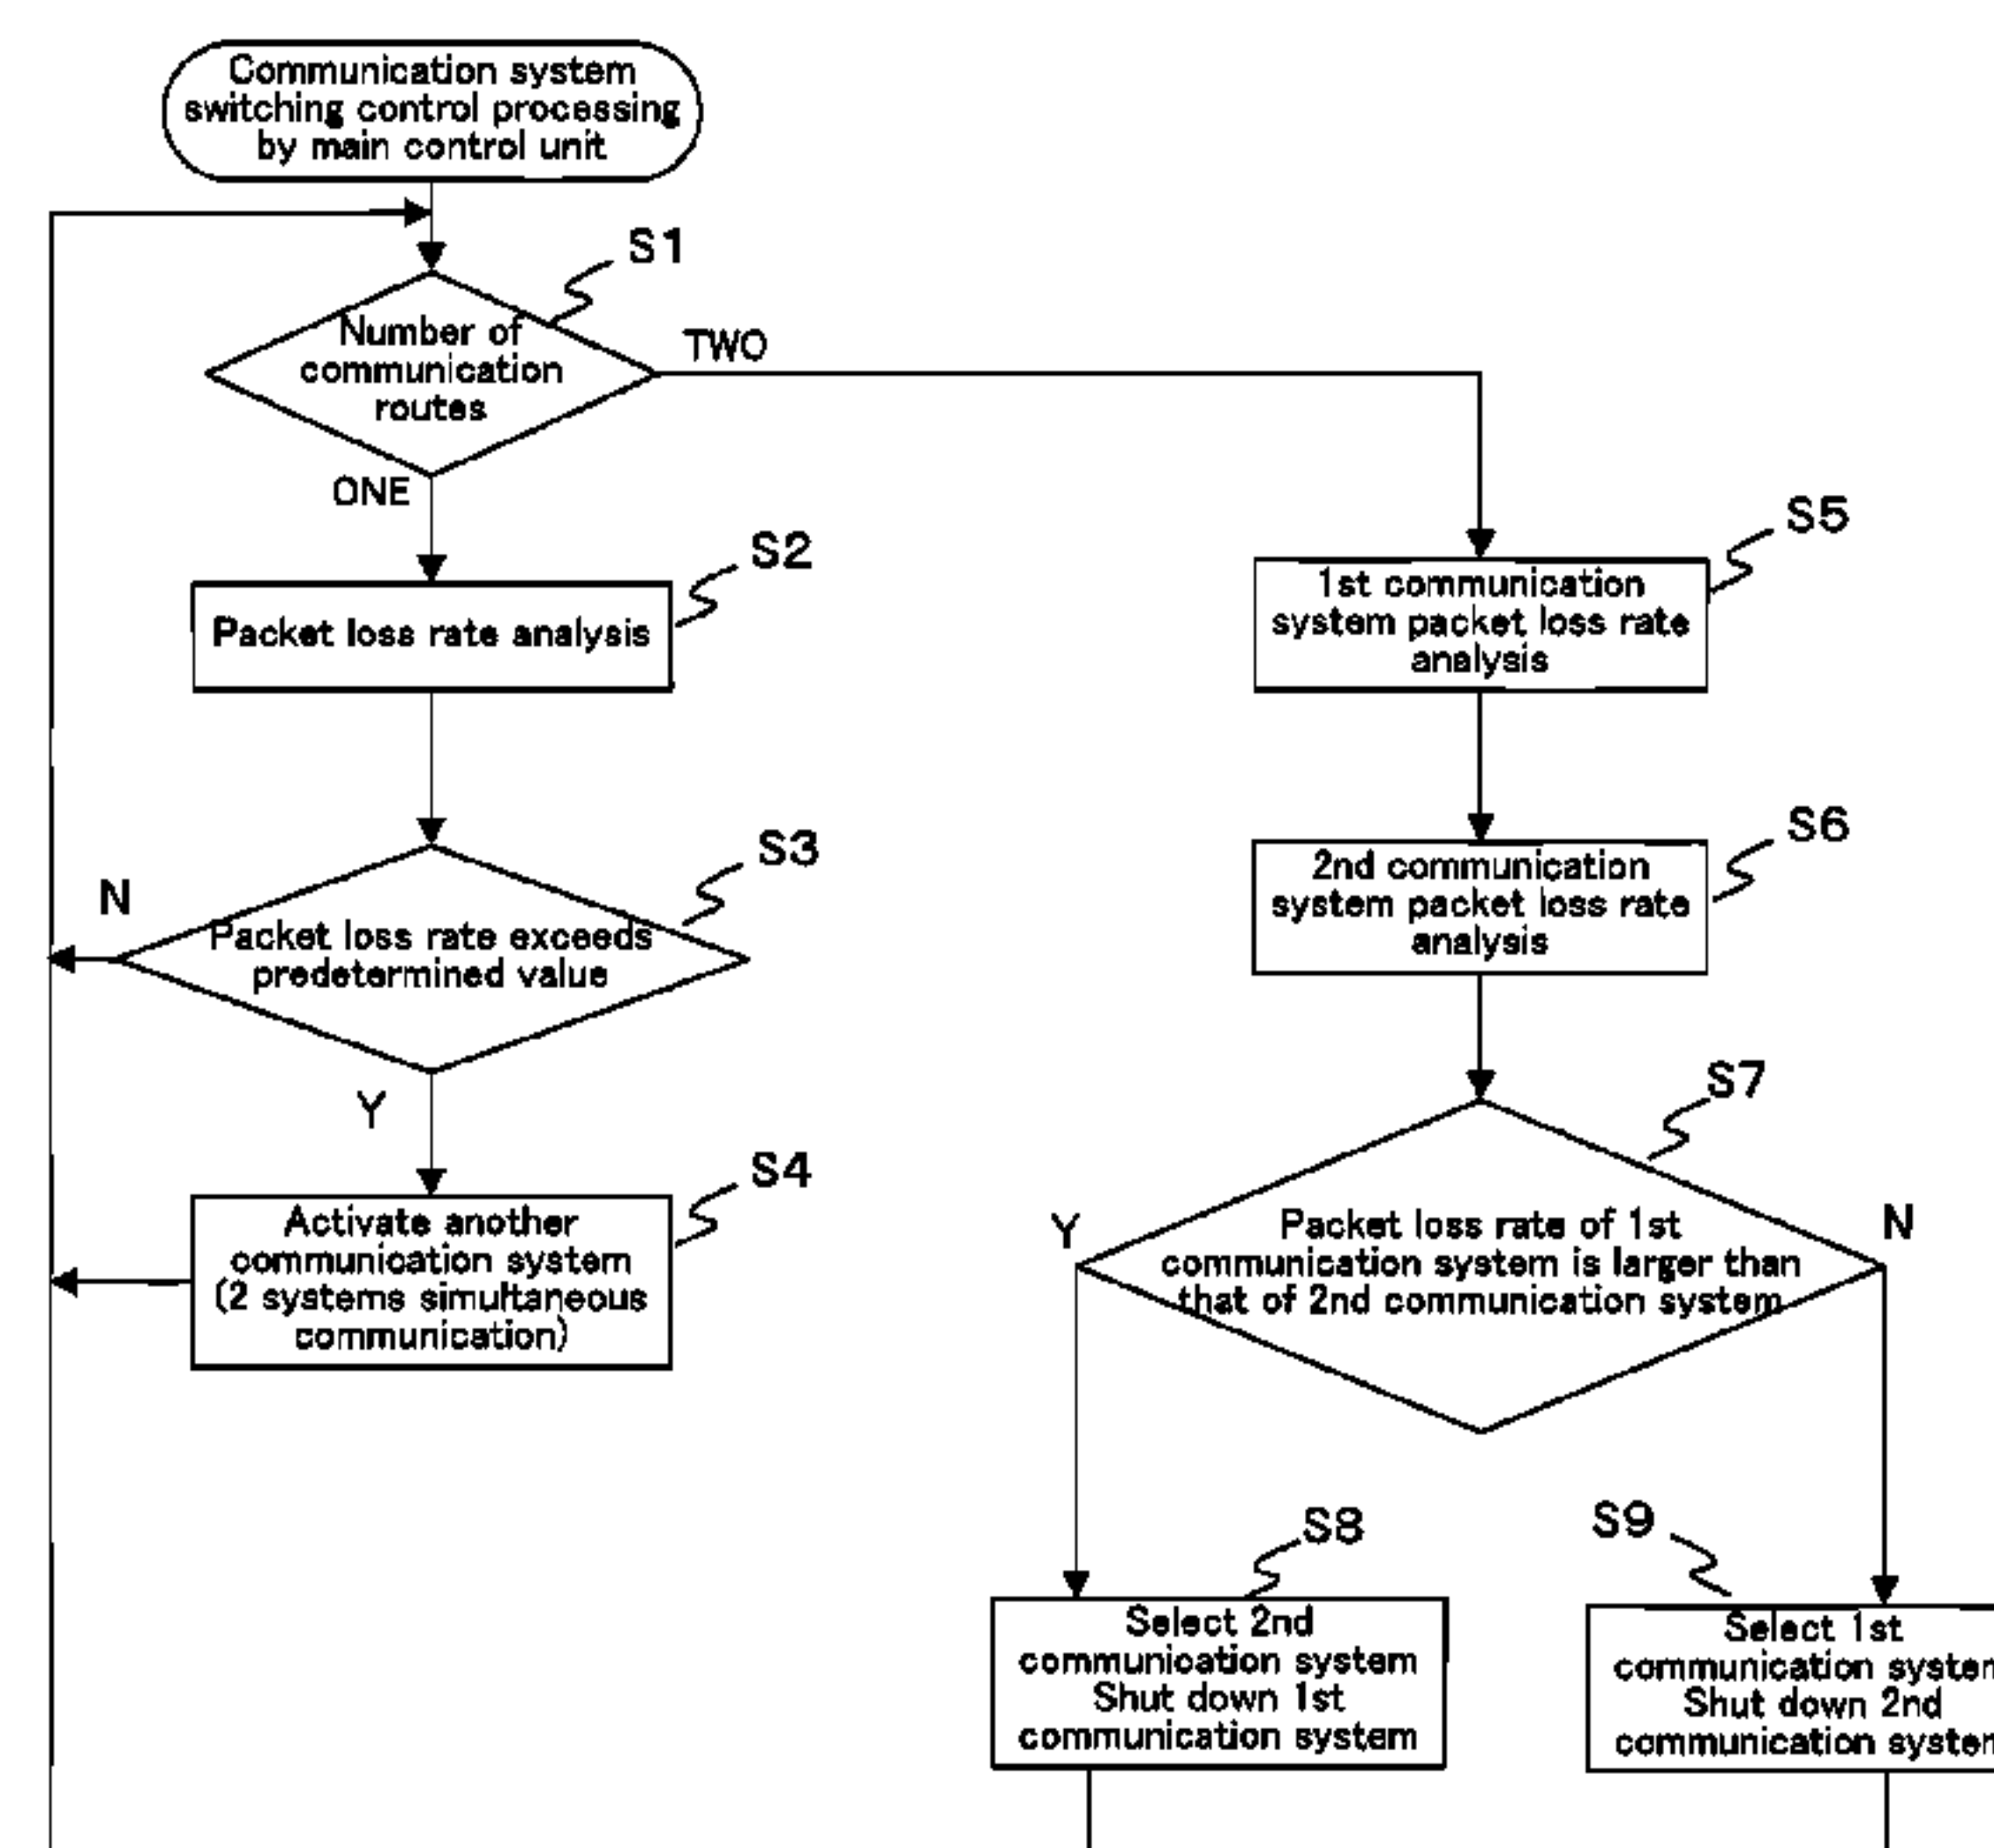 Communication system
switching control processing
by main control unit
S1
Number of
communication
routes
TWO
ONE
S2
Packet loss rate analysis
S3
N
Packet loss rate exceeds
predetermined value
Y
S4
Activate another
communication system
(2 systems simultaneous
communication)
S5
1st communication
system packet loss rate
analysis
S6
2nd communication
system packet loss rate
analysis
S7
Y
N
Packet loss rate of 1st
communication system is larger than
that of 2nd communication system
S8
Select 2nd
communication system
Shut down 1st
communication system
S9
Select 1st
communication system
Shut down 2nd
communication system